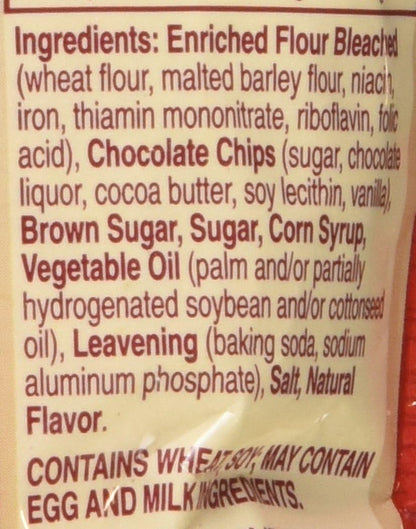 Ingredients: Enriched Flour Bleached
(wheat flour, malted barley flour, niacin,
iron, thiamin mononitrate, riboflavin, folic
acid), Chocolate Chips (sugar, chocolate
liquor, cocoa butter, soy lecithin, vanilla),
Brown Sugar, Sugar, Corn Syrup,
Vegetable Oil (palm and/or partially
hydrogenated soybean and/or cottonseed
oil), Leavening (baking soda, sodium
aluminum phosphate), Salt, Natural
Flavor.
CONTAINS WHEAT, SOY; MAY CONTAIN
EGG AND MILK INGREDIENTS.